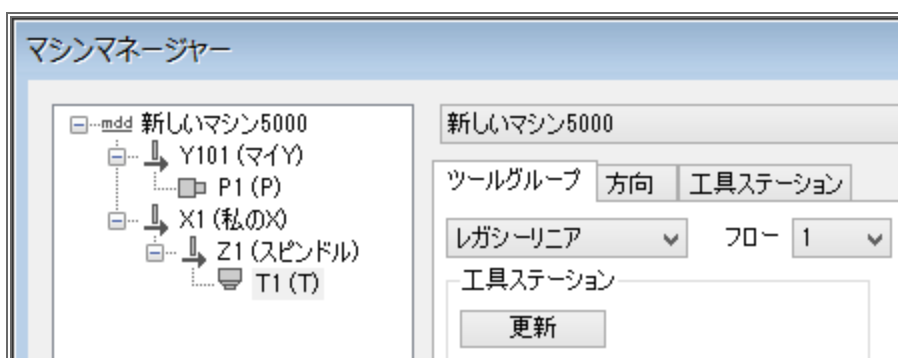 マシンマネージャー
mdd 新しいマシン5000
Y101 (マイY)
P1 (P)
X1 (私のX)
Z1 (スピンドル)
T1 (T)
新しいマシン5000
ツールグループ 方向 工具ステーション
レガシーリニア フロー 1
工具ステーション
更新